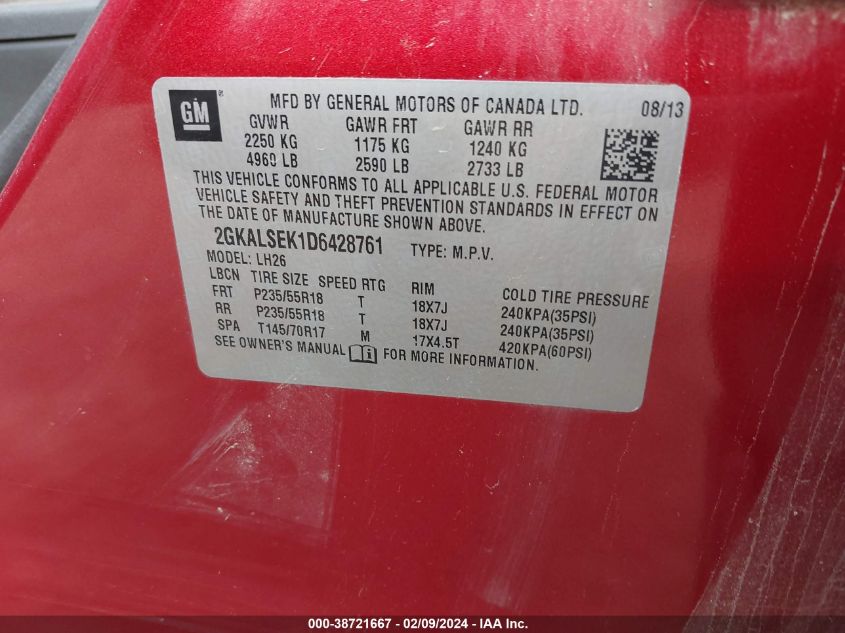 GM
MFD BY GENERAL MOTORS OF CANADA LTD. 08/13
GVWR GAWR FRT GAWR RR
2250 KG 1175 KG 1240 KG
4960 LB 2590 LB 2733 LB
THIS VEHICLE CONFORMS TO ALL APPLICABLE U.S. FEDERAL MOTOR
VEHICLE SAFETY AND THEFT PREVENTION STANDARDS IN EFFECT ON
THE DATE OF MANUFACTURE SHOWN ABOVE.
2GKALSEK1D6428761 TYPE: M.P.V.
MODEL: LH26
LBCN TIRE SIZE SPEED RTG RIM COLD TIRE PRESSURE
FRT P235/55R18 T 18X7J 240KPA(35PSI)
RR P235/55R18 T 18X7J 240KPA(35PSI)
SPA T145/70R17 M 17X4.5T 420KPA(60PSI)
SEE OWNER'S MANUAL FOR MORE INFORMATION.
000-38721667 - 02/09/2024 - IAA Inc.